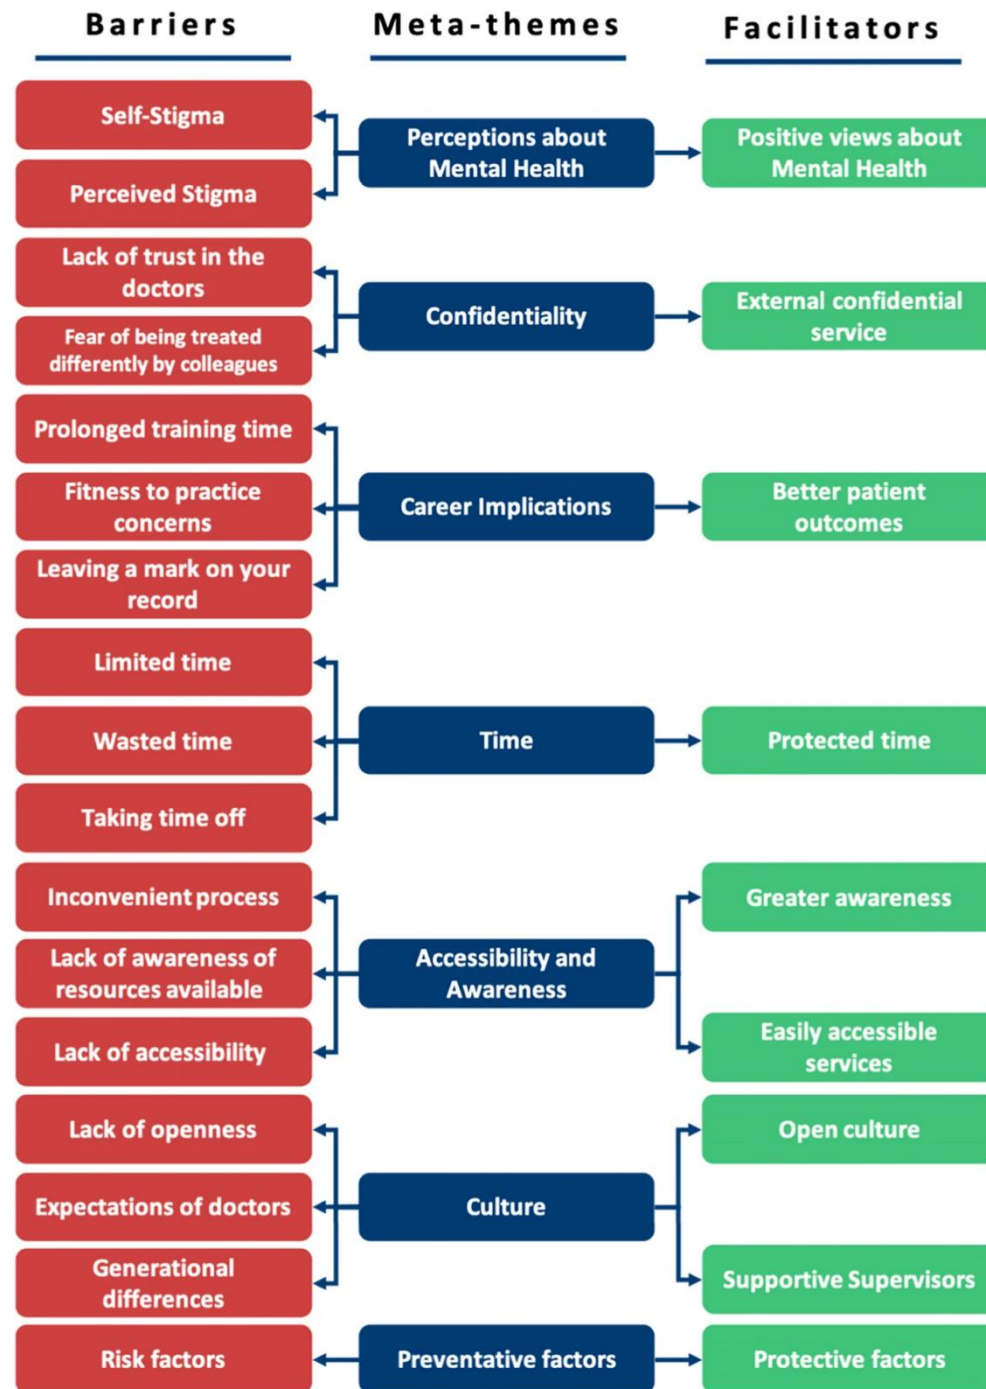 Barriers
Meta-themes
Facilitators
Self-Stigma
Perceived Stigma
Perceptions about
Mental Health
Positive views about
Mental Health
Lack of trust in the
doctors
Fear of being treated
differently by colleagues
Confidentiality
External confidential
service
Prolonged training time
Fitness to practice
concerns
Leaving a mark on your
record
Career Implications
Better patient
outcomes
Limited time
Wasted time
Taking time off
Time
Protected time
Inconvenient process
Lack of awareness of
resources available
Lack of accessibility
Accessibility and
Awareness
Greater awareness
Easily accessible
services
Lack of openness
Expectations of doctors
Generational
differences
Culture
Open culture
Supportive Supervisors
Risk factors
Preventative factors
Protective factors